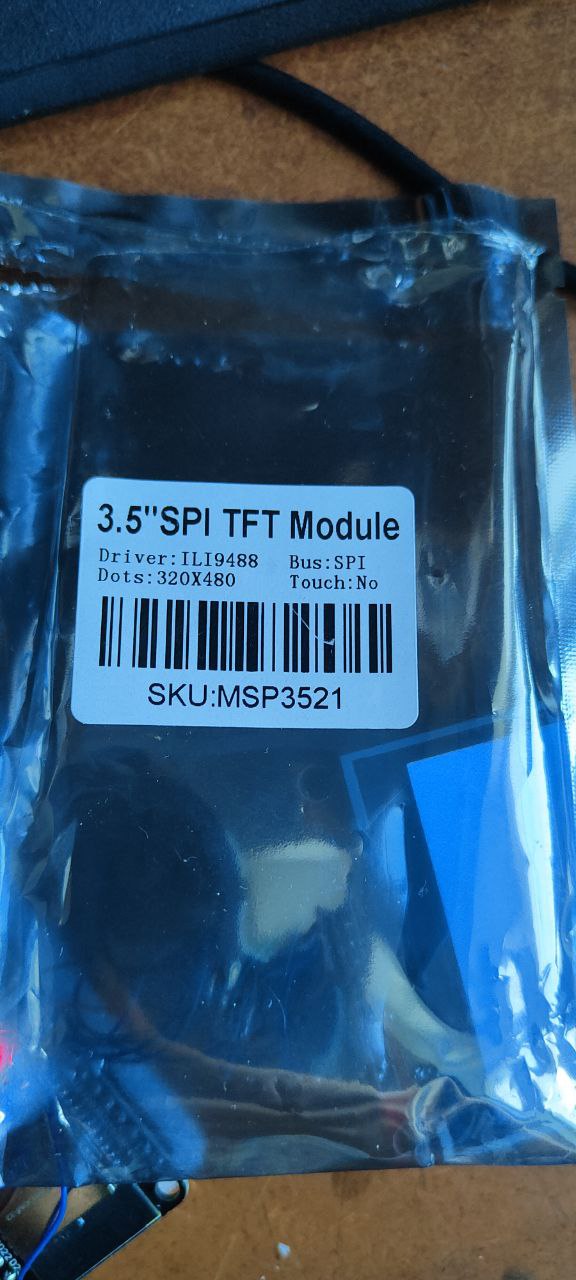 3.5"SPI TFT Module
Driver:ILI9488 Bus:SPI
Dots:320X480 Touch:No
SKU:MSP3521